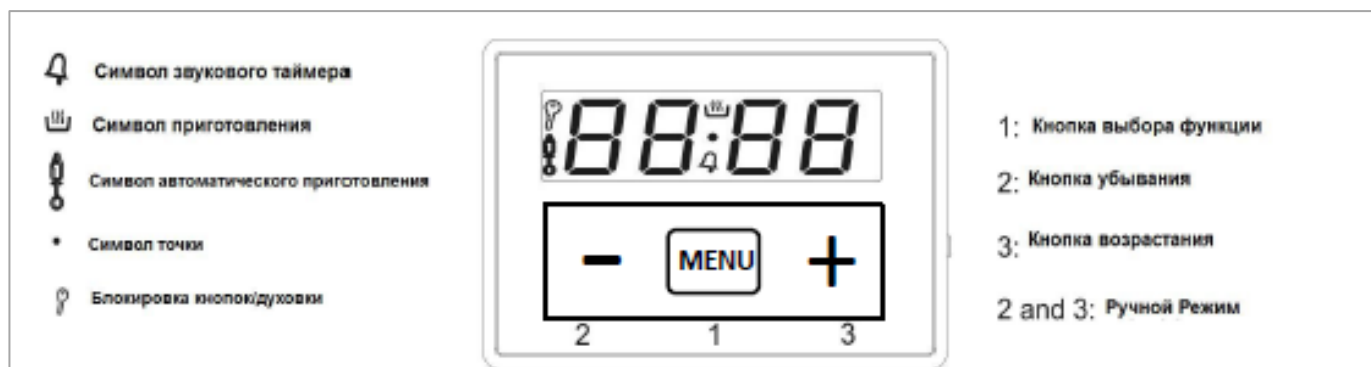 Символ звукового таймера
Символ приготовления
Символ автоматического приготовления
Символ точки
Блокировка кнопок/духовки
88:88
- MENU +
2 1 3
1: Кнопка выбора функции
2: Кнопка убывания
3: Кнопка возрастания
2 and 3: Ручной Режим